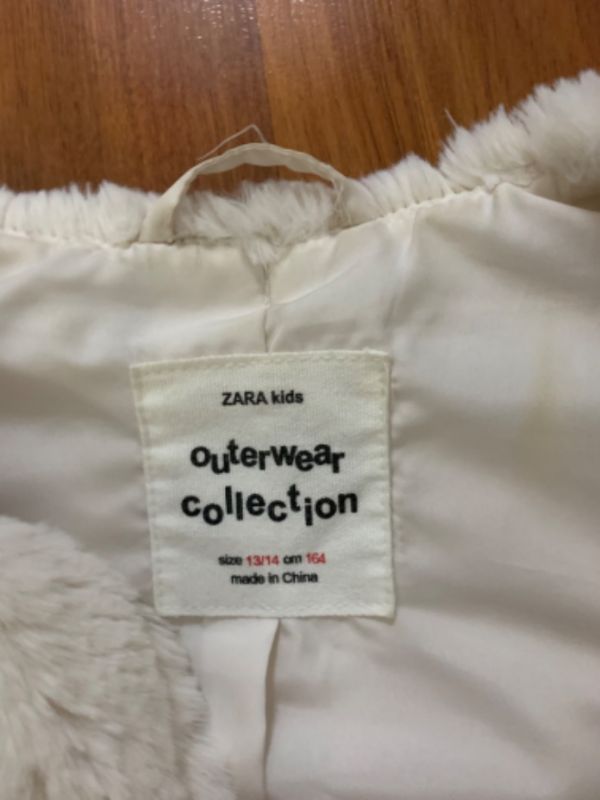 ZARA kids
outerwear
collection
size 13/14 cm 164
made in China